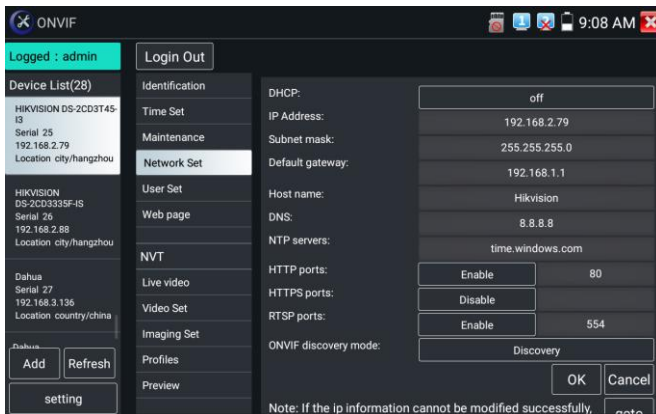 ONVIF
9:08 AM
Logged : admin
Login Out
Device List(28)
HIKVISION DS-2CD3T45-
I3
Serial 25
192.168.2.79
Location city/hangzhou
HIKVISION
DS-2CD3335F-IS
Serial 26
192.168.2.88
Location city/hangzhou
Dahua
Serial 27
192.168.3.136
Location country/china
Dahua
Add
Refresh
setting
Identification
Time Set
Maintenance
Network Set
User Set
Web page
NVT
Live video
Video Set
Imaging Set
Profiles
Preview
DHCP:
off
IP Address:
192.168.2.79
Subnet mask:
255.255.255.0
Default gateway:
192.168.1.1
Host name:
Hikvision
DNS:
8.8.8.8
NTP servers:
time.windows.com
HTTP ports:
Enable
80
HTTPS ports:
Disable
RTSP ports:
Enable
554
ONVIF discovery mode:
Discovery
OK
Cancel
Note: If the ip information cannot be modified successfully,
goto